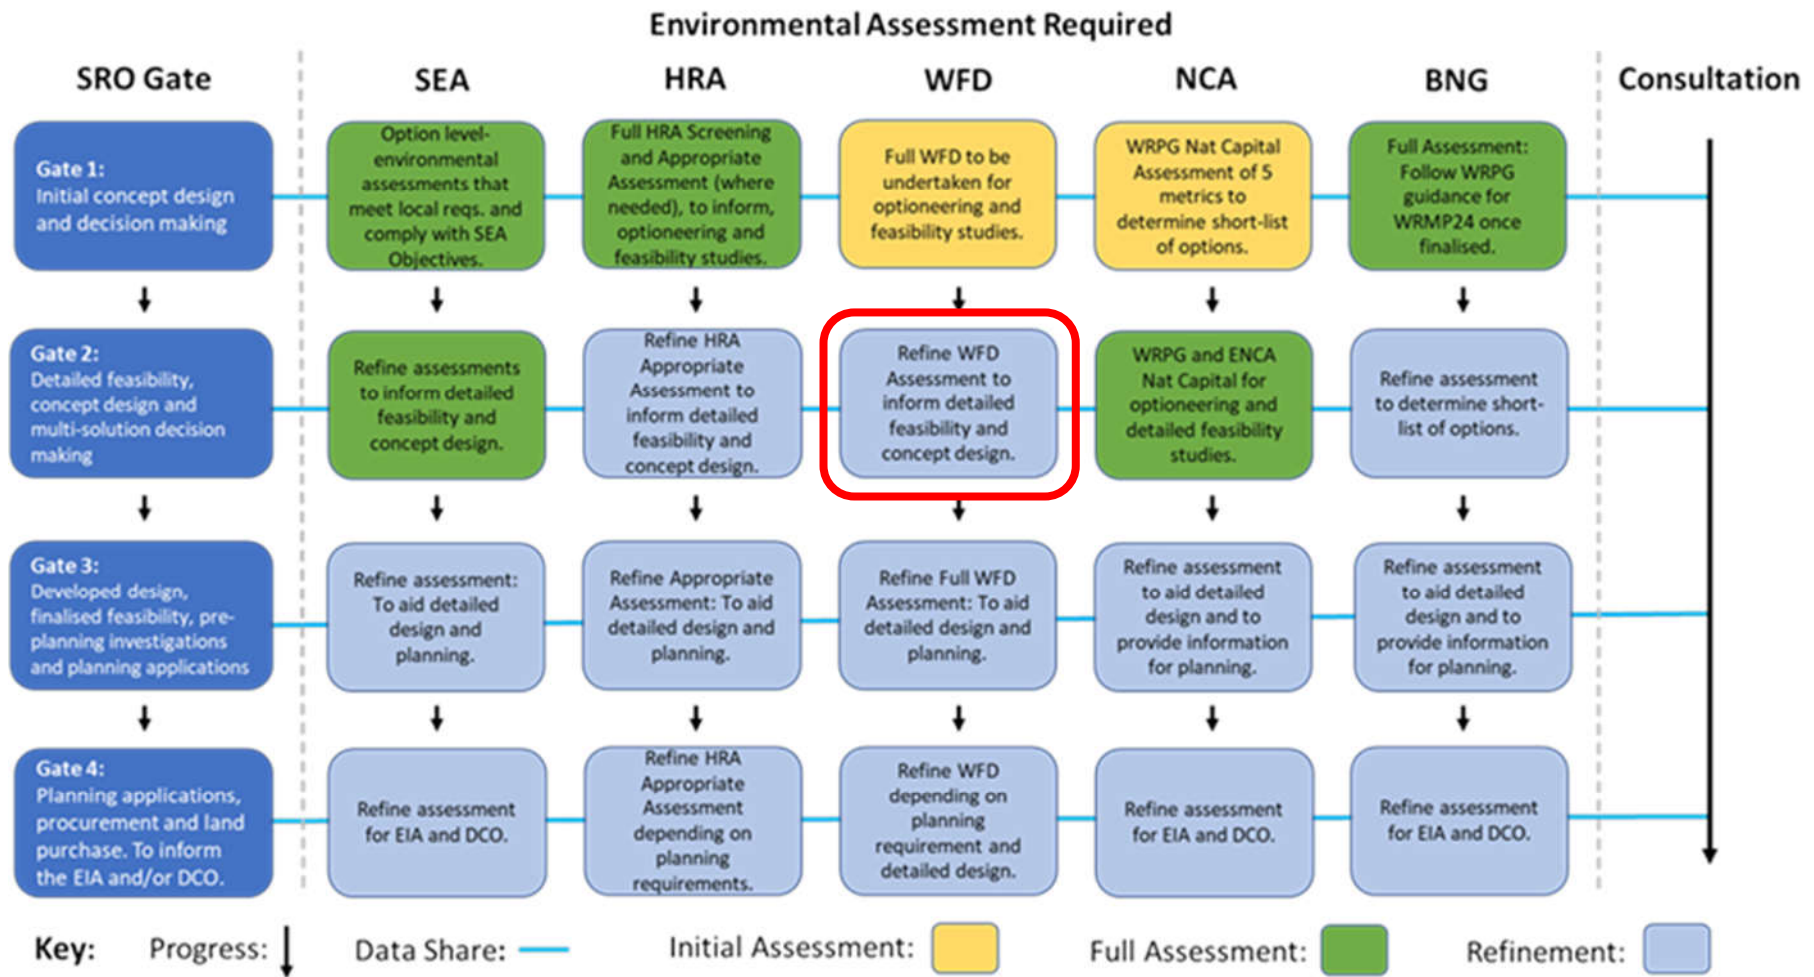 Environmental Assessment Required
SRO Gate
SEA
HRA
WFD
NCA
BNG
Consultation
Gate 1:
Initial concept design
and decision making
Option level-
environmental
assessments that
meet local reqs. and
comply with SEA
Objectives.
Full HRA Screening
and Appropriate
Assessment (where
needed), to inform,
optioneering and
feasibility studies.
Full WFD to be
undertaken for
optioneering and
feasibility studies.
WRPG Nat Capital
Assessment of 5
metrics to
determine short-list
of options.
Full Assessment:
Follow WRPG
guidance for
WRMP24 once
finalised.
Gate 2:
Detailed feasibility,
concept design and
multi-solution decision
making
Refine assessments
to inform detailed
feasibility and
concept design.
Refine HRA
Appropriate
Assessment to
inform detailed
feasibility and
concept design.
Refine WFD
Assessment to
inform detailed
feasibility and
concept design.
WRPG and ENCA
Nat Capital for
optioneering and
detailed feasibility
studies.
Refine assessment
to determine short-
list of options.
Gate 3:
Developed design,
finalised feasibility, pre-
planning investigations
and planning applications
Refine assessment:
To aid detailed
design and
planning.
Refine Appropriate
Assessment: To aid
detailed design and
planning.
Refine Full WFD
Assessment: To aid
detailed design and
planning.
Refine assessment
to aid detailed
design and to
provide information
for planning.
Refine assessment
to aid detailed
design and to
provide information
for planning.
Gate 4:
Planning applications,
procurement and land
purchase. To inform
the EIA and/or DCO.
Refine assessment
for EIA and DCO.
Refine HRA
Appropriate
Assessment
depending on
planning
requirements.
Refine WFD
depending on
planning
requirement and
detailed design.
Refine assessment
for EIA and DCO.
Refine assessment
for EIA and DCO.
Key:
Progress:
Data Share:
Initial Assessment:
Full Assessment:
Refinement: